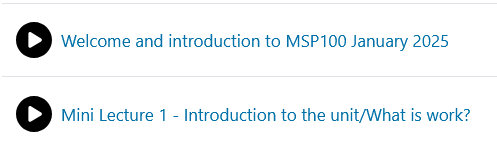 Welcome and introduction to MSP100 January 2025
Mini Lecture 1 - Introduction to the unit/What is work?